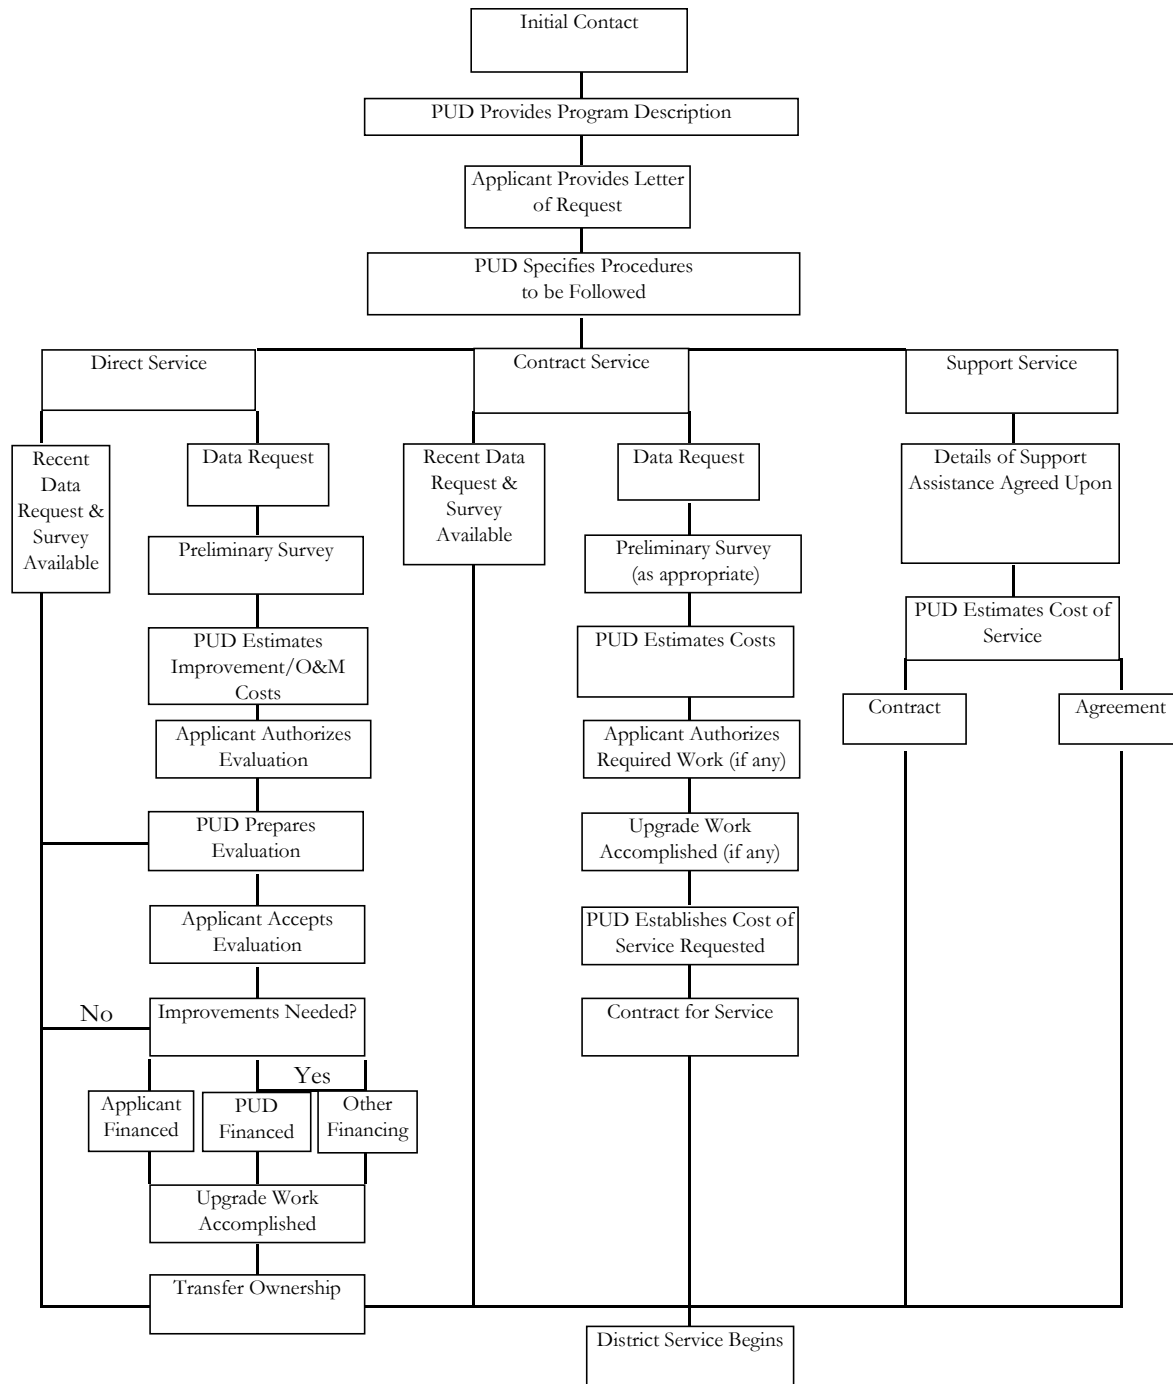 Initial Contact
PUD Provides Program Description
Applicant Provides Letter
of Request
PUD Specifies Procedures
to be Followed
Direct Service
Contract Service
Support Service
Recent
Data
Request &
Survey
Available
Data Request
Recent Data
Request &
Survey
Available
Data Request
Details of Support
Assistance Agreed Upon
Preliminary Survey
Preliminary Survey
(as appropriate)
PUD Estimates Cost of
Service
PUD Estimates
Improvement/O&M
Costs
PUD Estimates Costs
Contract
Agreement
Applicant Authorizes
Evaluation
Applicant Authorizes
Required Work (if any)
PUD Prepares
Evaluation
Upgrade Work
Accomplished (if any)
Applicant Accepts
Evaluation
PUD Establishes Cost of
Service Requested
No
Improvements Needed?
Contract for Service
Yes
Applicant
Financed
PUD
Financed
Other
Financing
Upgrade Work
Accomplished
Transfer Ownership
District Service Begins